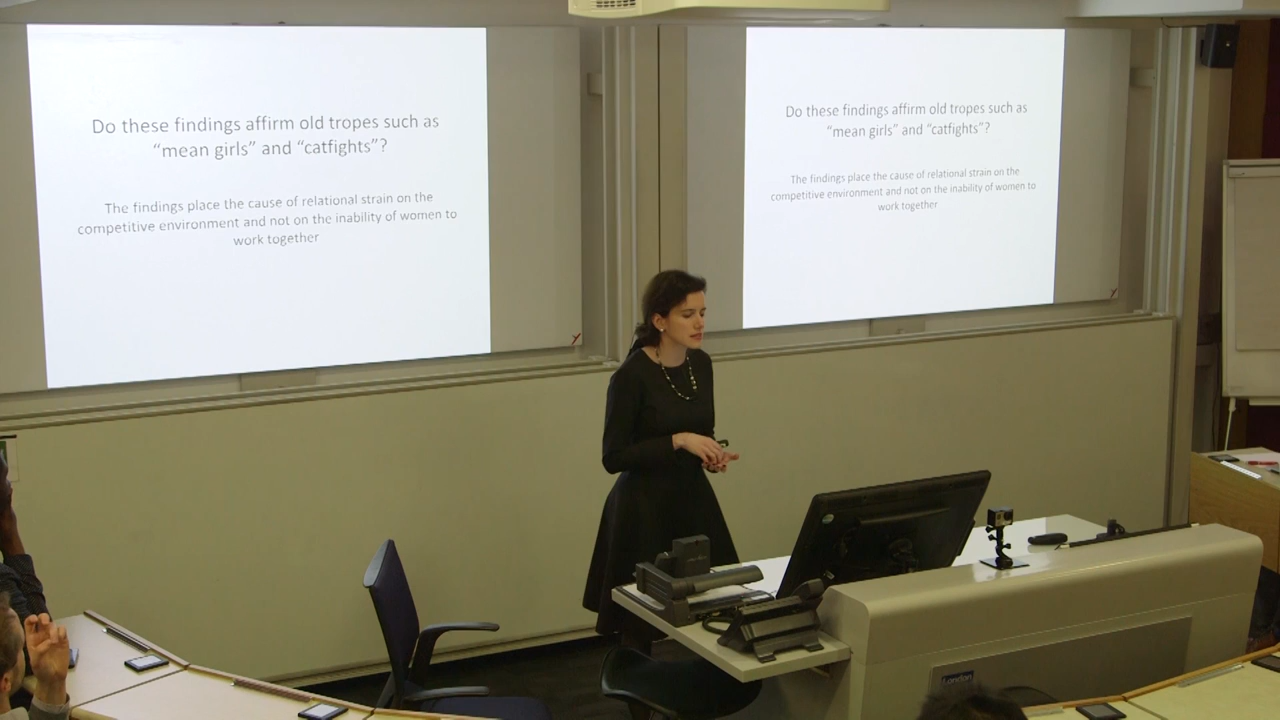 Do these findings affirm old tropes such as
“mean girls” and “catfights”?
The findings place the cause of relational strain on the
competitive environment and not on the inability of women to
work together
Do these findings affirm old tropes such as
“mean girls” and “catfights”?
The findings place the cause of relational strain on the
competitive environment and not on the inability of women to
work together
London